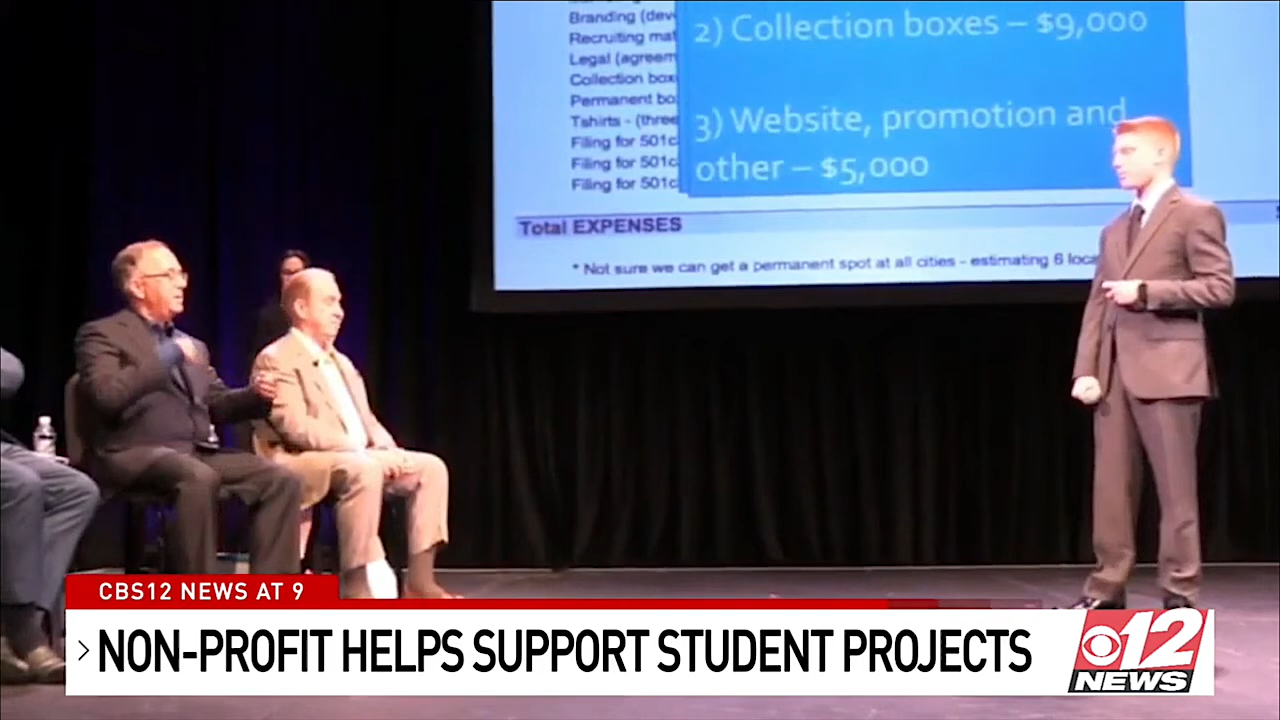 Branding (dev
Recruiting mat
Legal (agreem
Collection box
Permanent bo
Tshirts - (three
Filing for 501c
Filing for 501c
Filing for 501c
2) Collection boxes – $9,000
3) Website, promotion and
other – $5,000
Total EXPENSES
* Not sure we can get a permanent spot at all cities - estimating 6 loca
CBS12 NEWS AT 9
NON-PROFIT HELPS SUPPORT STUDENT PROJECTS
12
NEWS